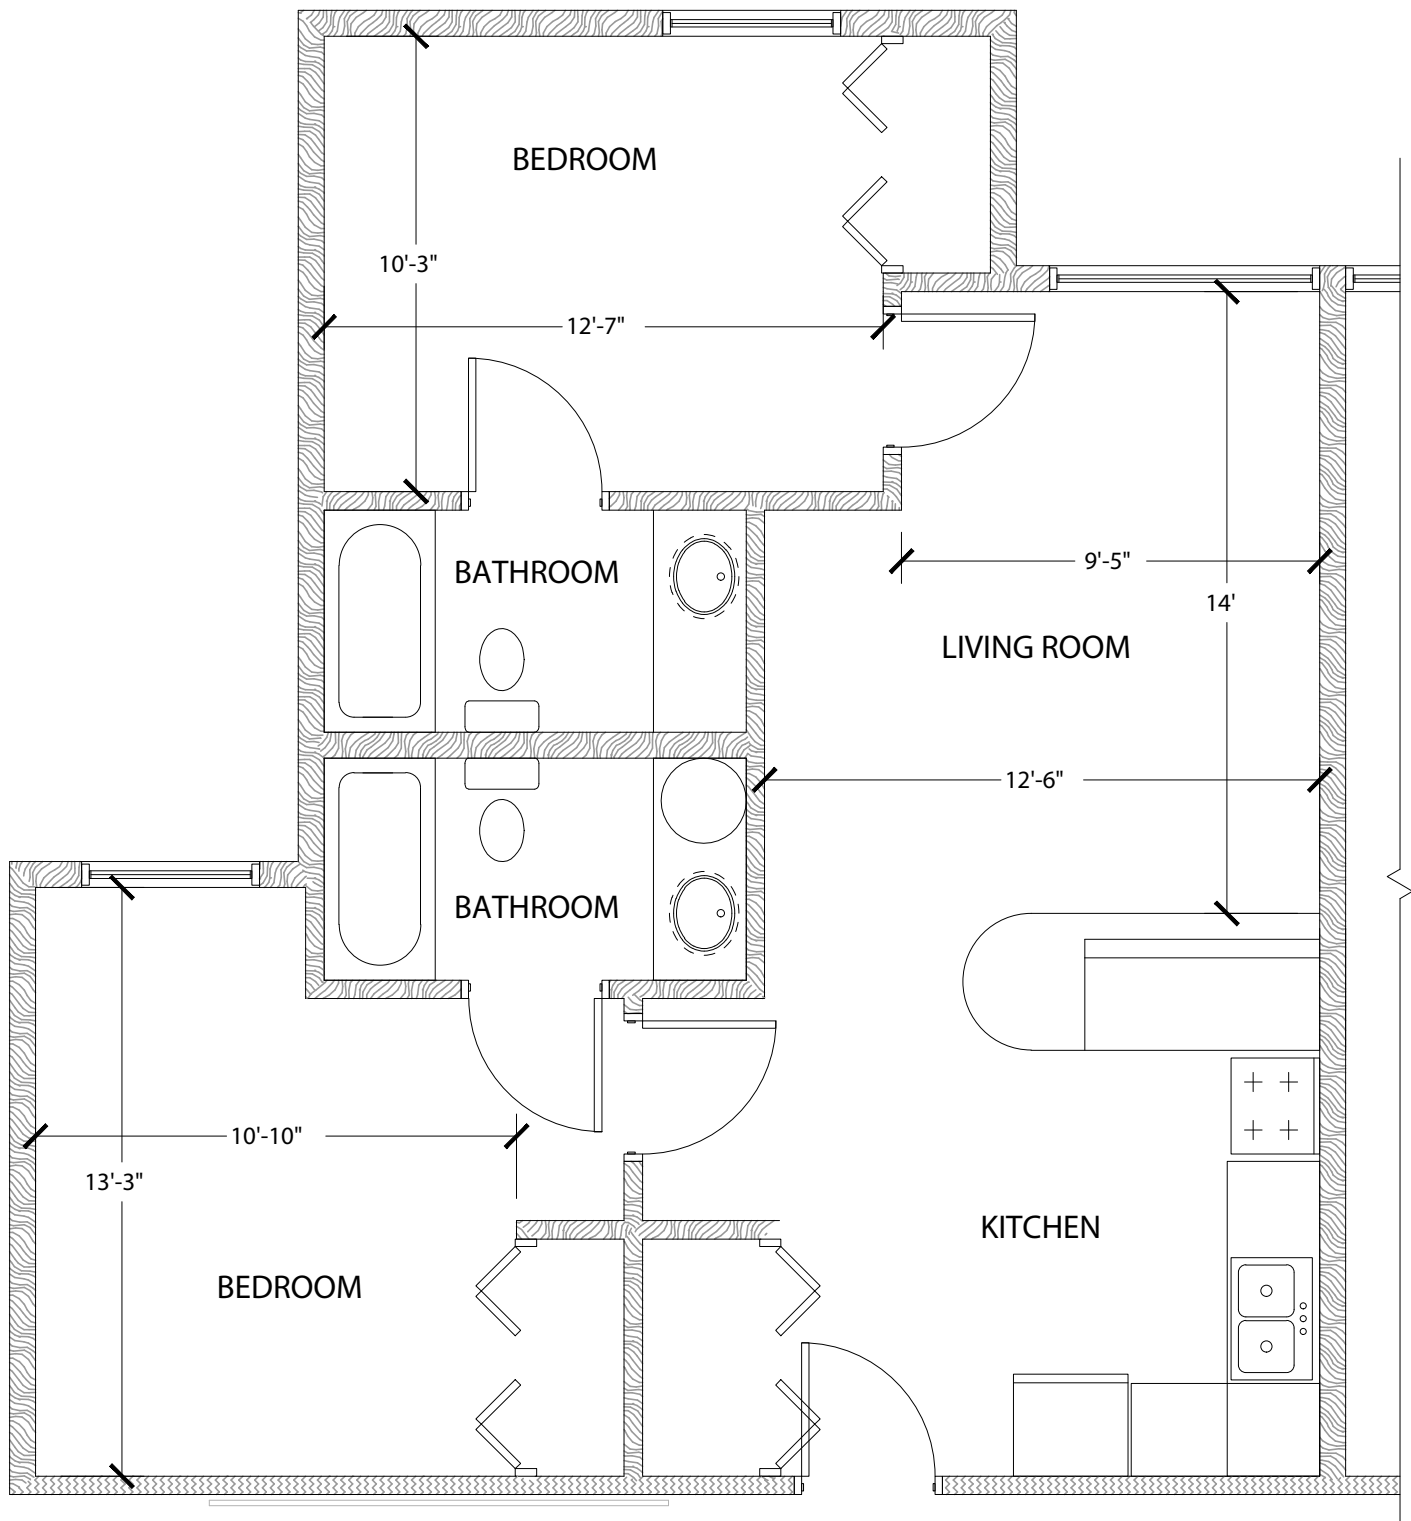 BEDROOM
10'-3"
12'-7"
BATHROOM
9'-5"
14'
LIVING ROOM
12'-6"
BATHROOM
10'-10"
13'-3"
KITCHEN
BEDROOM